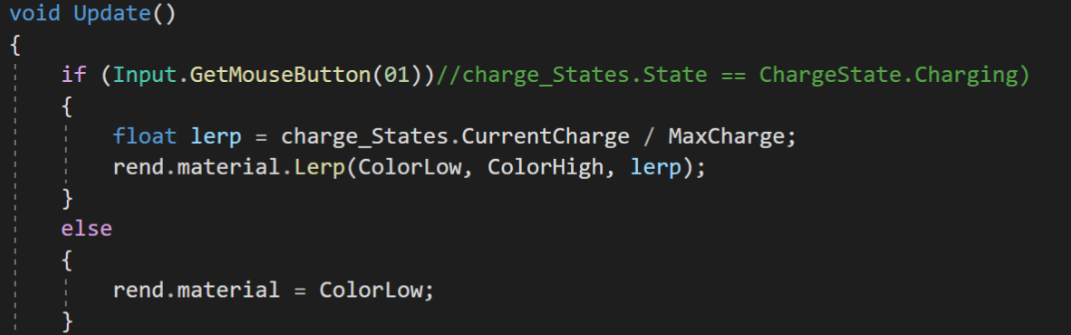 void Update()
{
if (Input.GetMouseButton(01))//charge_States.State == ChargeState.Charging)
{
float lerp = charge_States.CurrentCharge / MaxCharge;
rend.material.Lerp(ColorLow, ColorHigh, lerp);
}
else
{
rend.material = ColorLow;
}